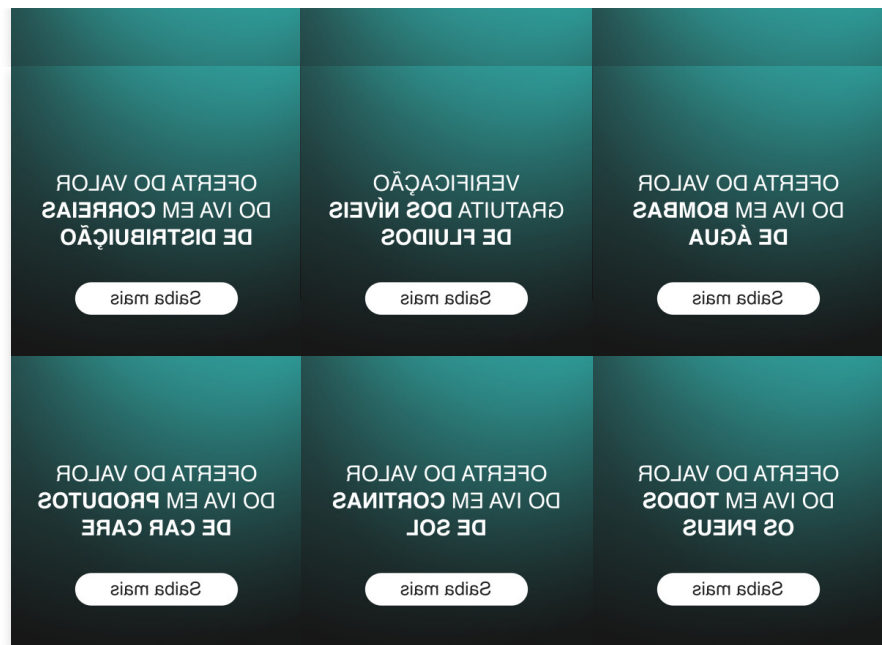 OFERTA DO VALOR
DO IVA EM BOMBAS
DE ÁGUA
Saiba mais
VERIFICAÇÃO
GRATUITA DOS NÍVEIS
DE FLUIDOS
Saiba mais
OFERTA DO VALOR
DO IVA EM CORREIAS
DE DISTRIBUIÇÃO
Saiba mais
OFERTA DO VALOR
DO IVA EM TODOS
OS PNEUS
Saiba mais
OFERTA DO VALOR
DO IVA EM CORTINAS
DE SOL
Saiba mais
OFERTA DO VALOR
DO IVA EM PRODUTOS
DE CAR CARE
Saiba mais